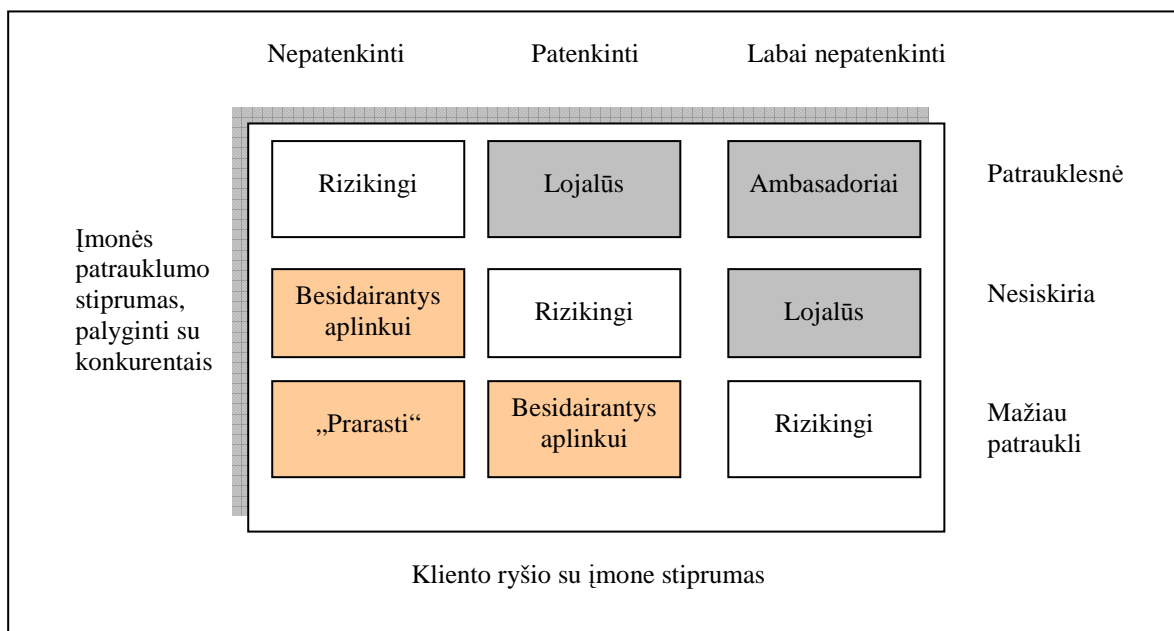 Nepatenkinti Patenkinti Labai nepatenkinti
Rizikingi Lojalūs Ambasadoriai Patrauklesnė
Įmonės
patrauklumo
stiprumas,
palyginti su
konkurentais
Besidairantys
aplinkui
Rizikingi Lojalūs Nesiskiria
„Prarasti“
Besidairantys
aplinkui
Rizikingi
Mažiau
patraukli
Kliento ryšio su įmone stiprumas